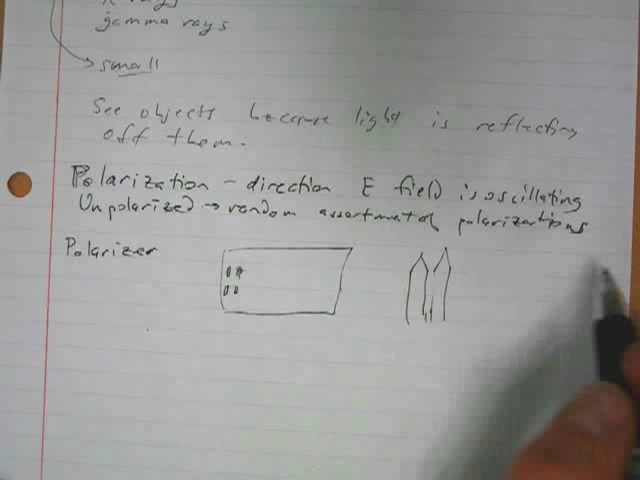 gamma rays
small
See objects because light is reflecting
off them.
Polarization - direction E field is oscillating
Unpolarized → random assortment of polarizations
Polarizer